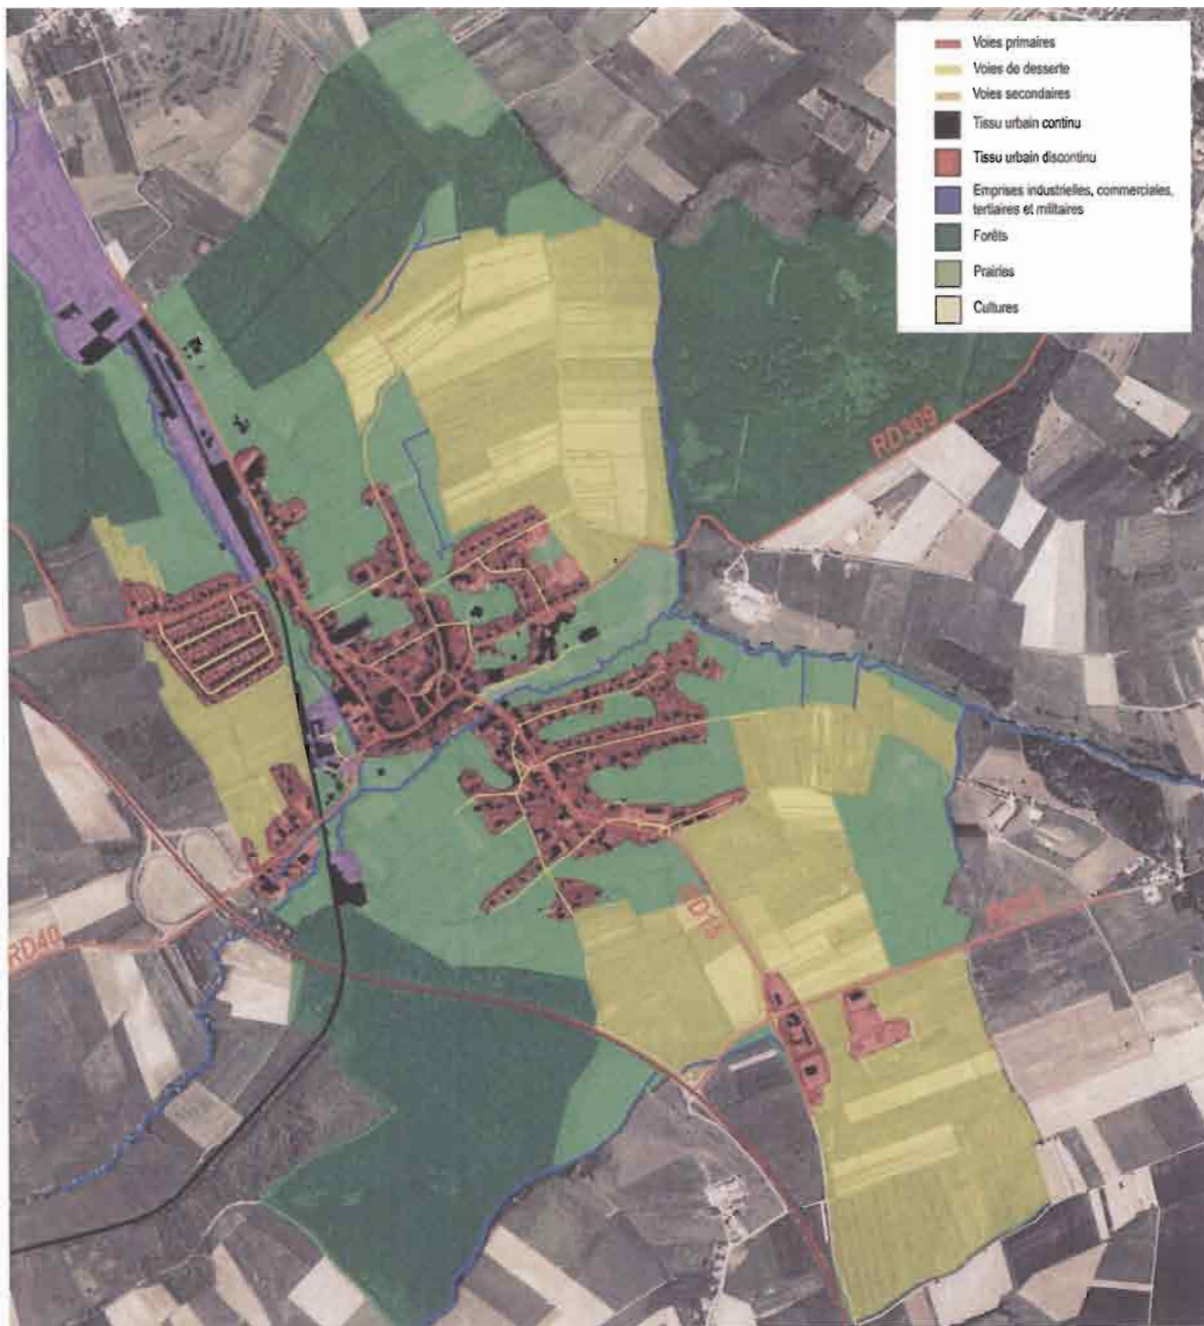 Voies primaires
Voies de desserte
Voies secondaires
Tissu urbain continu
Tissu urbain discontinu
Emprises industrielles, commerciales,
tertiaires et militaires
Forêts
Prairies
Cultures
RD309
RD40
RD13